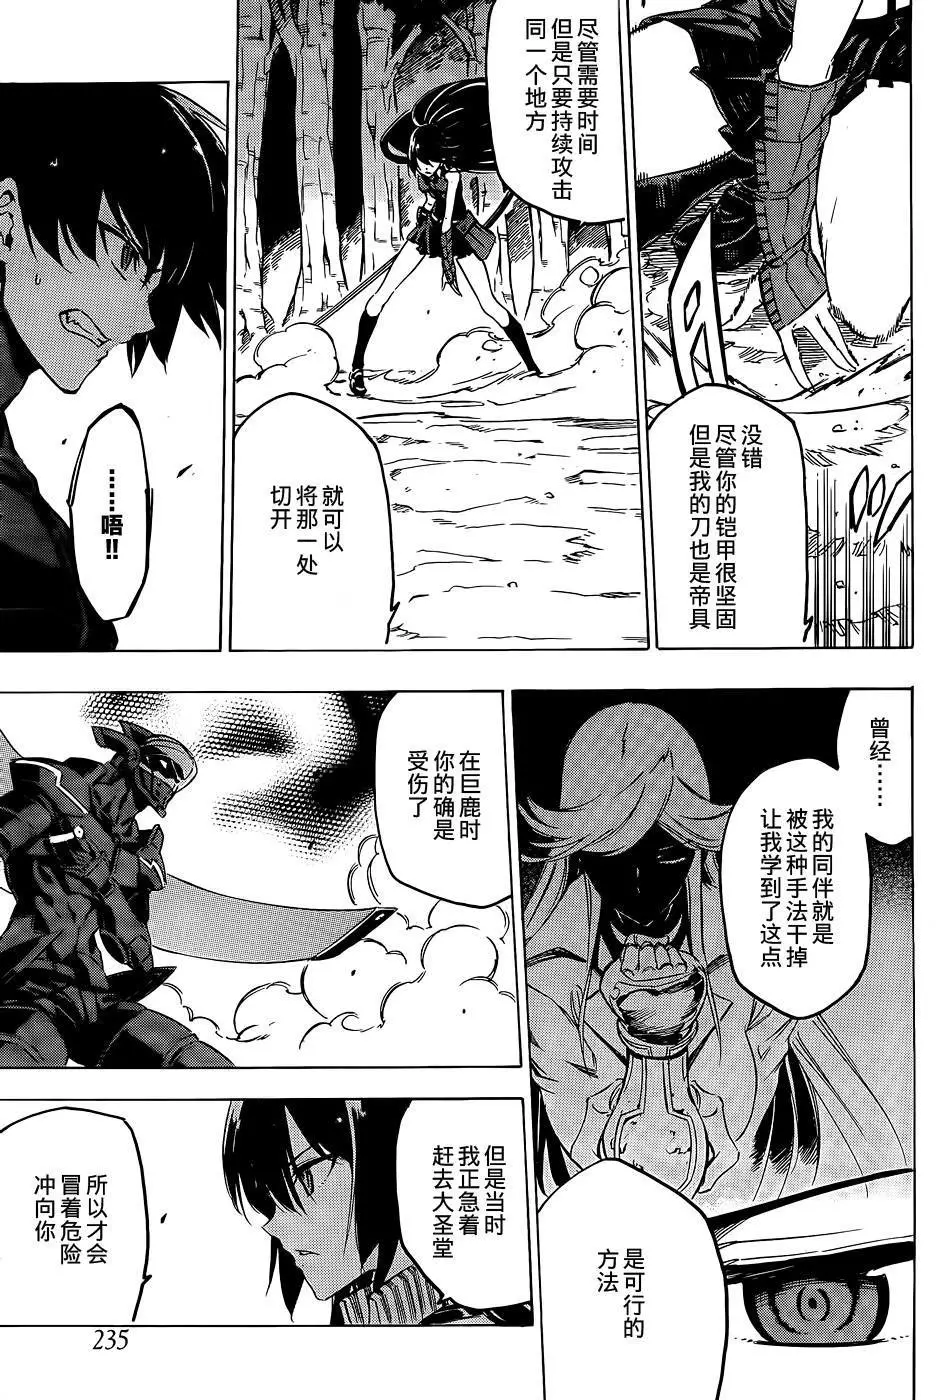 没错
尽管你的铠甲很坚固
但是我的刀也是帝具
尽管需要时间
但是只要持续攻击
同一个地方
就可以
将那一处
切开
……唔!!
曾经……
我的同伴就是
被这种手法干掉
让我学到了这点
是可行的
方法
在巨鹿时
你的确是
受伤了
但是当时
我正急着
赶去大圣堂
所以才会
冒着危险
冲向你
235